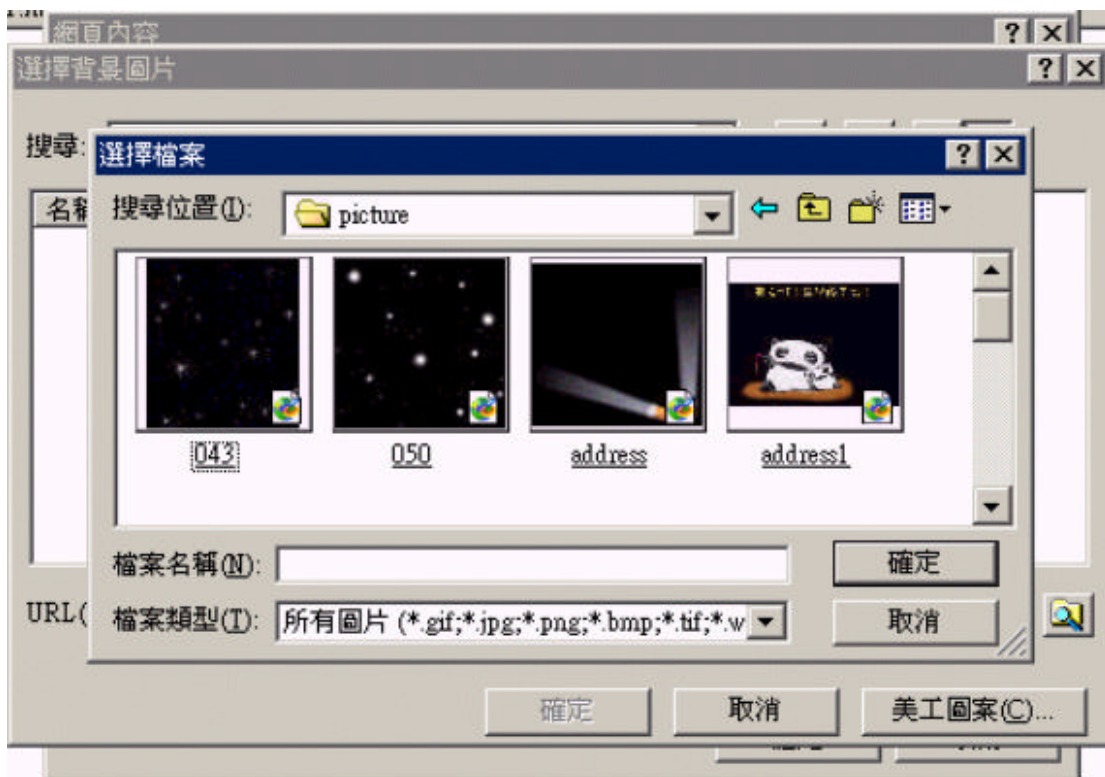 網頁內容
選擇背景圖片
搜尋:
選擇檔案
搜尋位置(I):
picture
043
050
address
address1
檔案名稱(N):
確定
URL(
檔案類型(T):
所有圖片 (*.gif;*.jpg;*.png;*.bmp;*.tif;*.w
取消
確定
取消
美工圖案(C)...